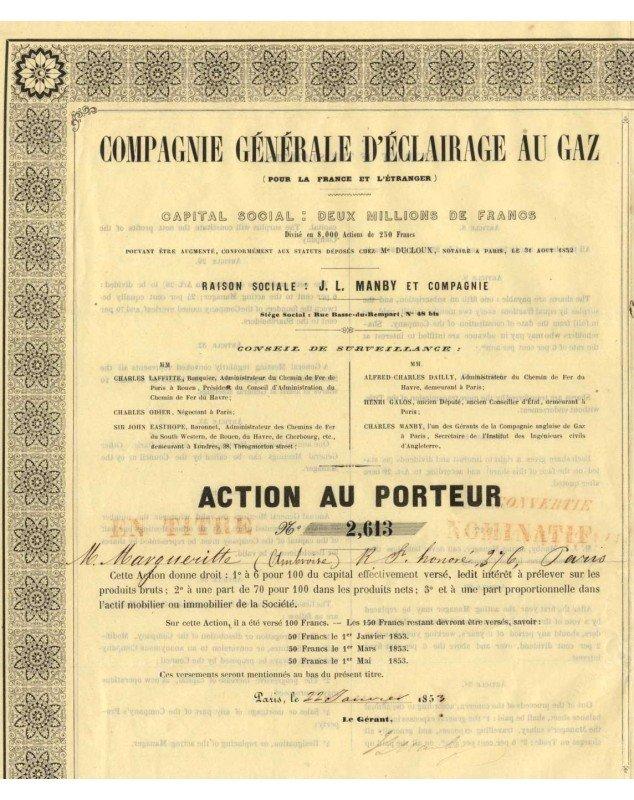 COMPAGNIE GÉNÉRALE D'ÉCLAIRAGE AU GAZ
(POUR LA FRANCE ET L'ÉTRANGER)
CAPITAL SOCIAL : DEUX MILLIONS DE FRANCS
Divisé en 8,000 Actions de 250 Francs
POUVANT ÊTRE AUGMENTÉ, CONFORMÉMENT AUX STATUTS DÉPOSÉS CHEZ Me DUCLOUX, NOTAIRE A PARIS, LE 31 AOUT 1852
RAISON SOCIALE : J. L. MANBY ET COMPAGNIE
Siége Social : Rue Basse-du-Rempart, No 48 bis
CONSEIL DE SURVEILLANCE :
MM.
CHARLES LAFFITTE, Banquier, Administrateur du Chemin de Fer de
Paris à Rouen, Président du Conseil d'Administration du
Chemin de Fer du Havre;
CHARLES ODIER, Négociant à Paris;
SIR JOHN EASTHOPE, Baronnet, Administrateur des Chemins de Fer
du South Western, de Rouen, du Havre, de Cherbourg, etc.,
demeurant à Londres, 39, Throgmorton street;
MM.
ALFRED-CHARLES DAILLY, Administrateur du Chemin de Fer du
Havre, demeurant à Paris;
HENRI GALOS, ancien Député, ancien Conseiller d'État, demeurant à
Paris;
CHARLES MANBY, l'un des Gérants de la Compagnie anglaise de Gaz
à Paris, Secrétaire de l'Institut des Ingénieurs civils
d'Angleterre.
ACTION AU PORTEUR
CONVERTIE
EN TITRE No 2,613 NOMINATIF
M. Margueritte (Ambroise) R. St. honoré, 376, Paris
Cette Action donne droit : 1o à 6 pour 100 du capital effectivement versé, ledit intérêt à prélever sur les
produits bruts; 2o à une part de 70 pour 100 dans les produits nets; 3o et à une part proportionnelle dans
l'actif mobilier ou immobilier de la Société.
Sur cette Action, il a été versé 100 Francs. — Les 150 Francs restant devront être versés, savoir :
50 Francs le 1er Janvier 1853.
50 Francs le 1er Mars 1853.
50 Francs le 1er Mai 1853.
Ces versements seront mentionnés au bas du présent titre.
Paris, le 22 Janvier 1853
Le Gérant,